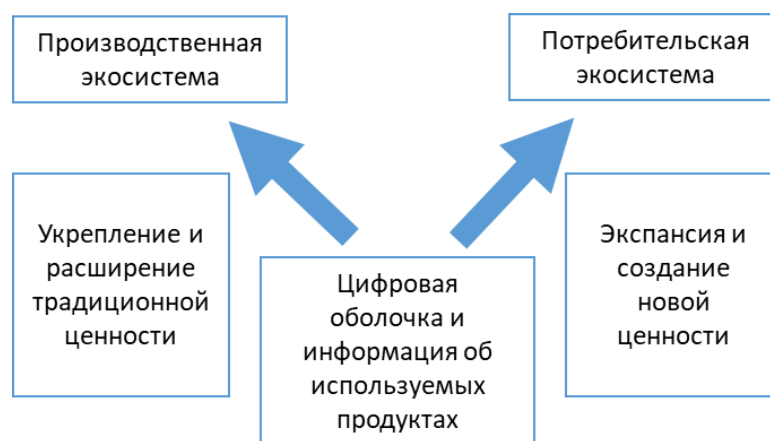 Производственная
экосистема
Потребительская
экосистема
Укрепление и
расширение
традиционной
ценности
Цифровая
оболочка и
информация об
используемых
продуктах
Экспансия и
создание
новой
ценности